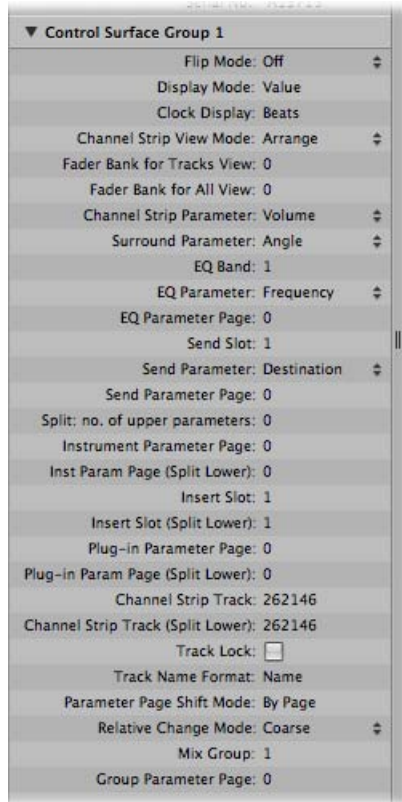 Control Surface Group 1
Flip Mode: Off
Display Mode: Value
Clock Display: Beats
Channel Strip View Mode: Arrange
Fader Bank for Tracks View: 0
Fader Bank for All View: 0
Channel Strip Parameter: Volume
Surround Parameter: Angle
EQ Band: 1
EQ Parameter: Frequency
EQ Parameter Page: 0
Send Slot: 1
Send Parameter: Destination
Send Parameter Page: 0
Split: no. of upper parameters: 0
Instrument Parameter Page: 0
Inst Param Page (Split Lower): 0
Insert Slot: 1
Insert Slot (Split Lower): 1
Plug-in Parameter Page: 0
Plug-in Param Page (Split Lower): 0
Channel Strip Track: 262146
Channel Strip Track (Split Lower): 262146
Track Lock:
Track Name Format: Name
Parameter Page Shift Mode: By Page
Relative Change Mode: Coarse
Mix Group: 1
Group Parameter Page: 0